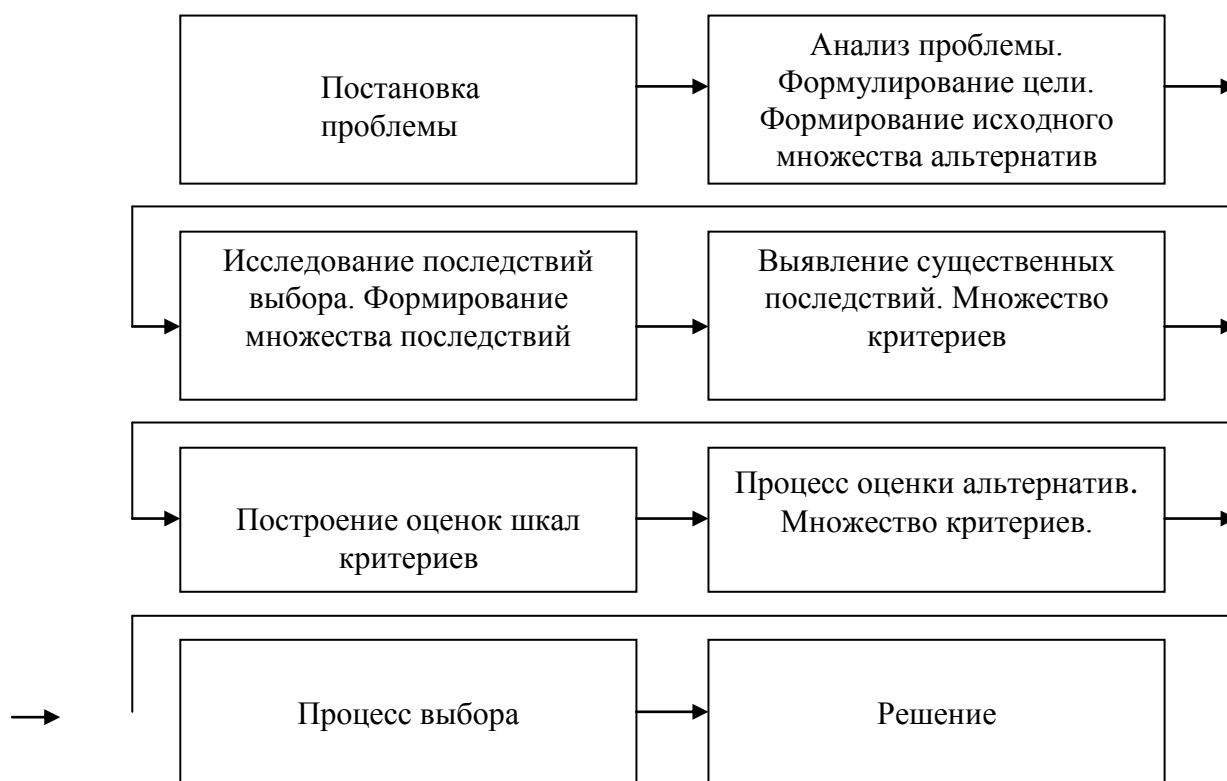 Постановка
проблемы
Анализ проблемы.
Формулирование цели.
Формирование исходного
множества альтернатив
Исследование последствий
выбора. Формирование
множества последствий
Выявление существенных
последствий. Множество
критериев
Построение оценок шкал
критериев
Процесс оценки альтернатив.
Множество критериев.
Процесс выбора
Решение